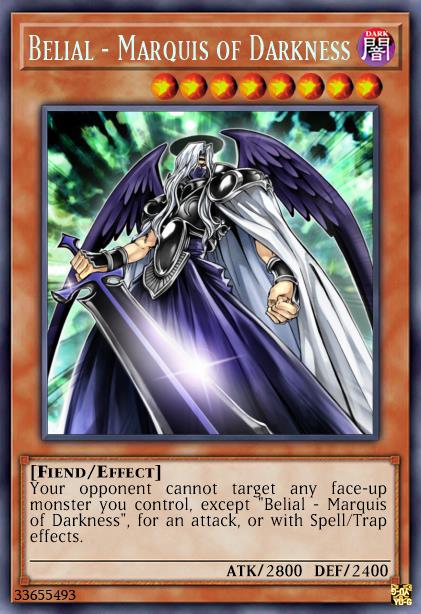 Belial - Marquis of Darkness
DARK
闇
[Fiend/Effect]
Your opponent cannot target any face-up
monster you control, except "Belial - Marquis
of Darkness", for an attack, or with Spell/Trap
effects.
ATK/2800 DEF/2400
33655493